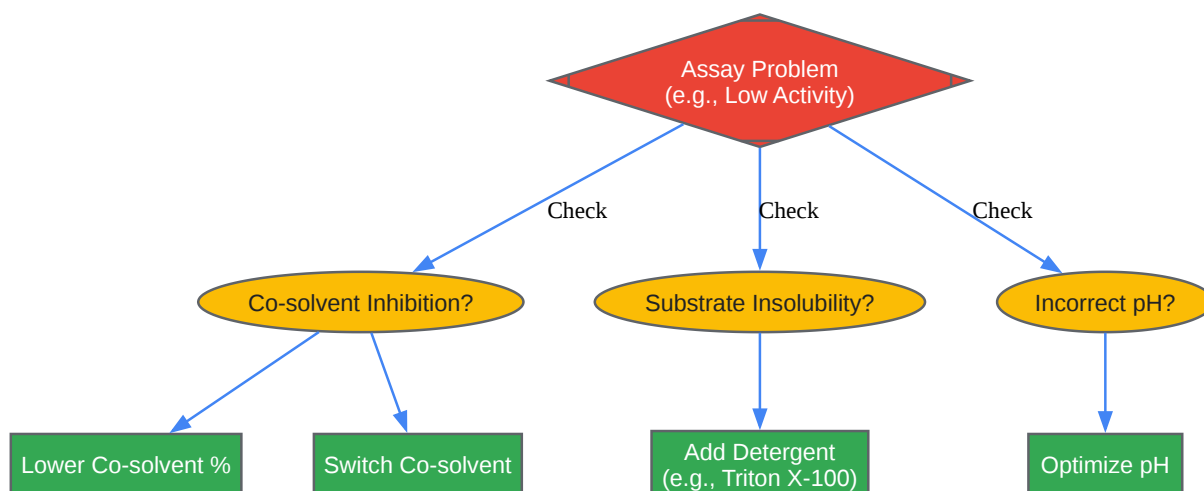 Assay Problem
(e.g., Low Activity)
Check
Check
Check
Co-solvent Inhibition?
Substrate Insolubility?
Incorrect pH?
Lower Co-solvent %
Switch Co-solvent
Add Detergent
(e.g., Triton X-100)
Optimize pH